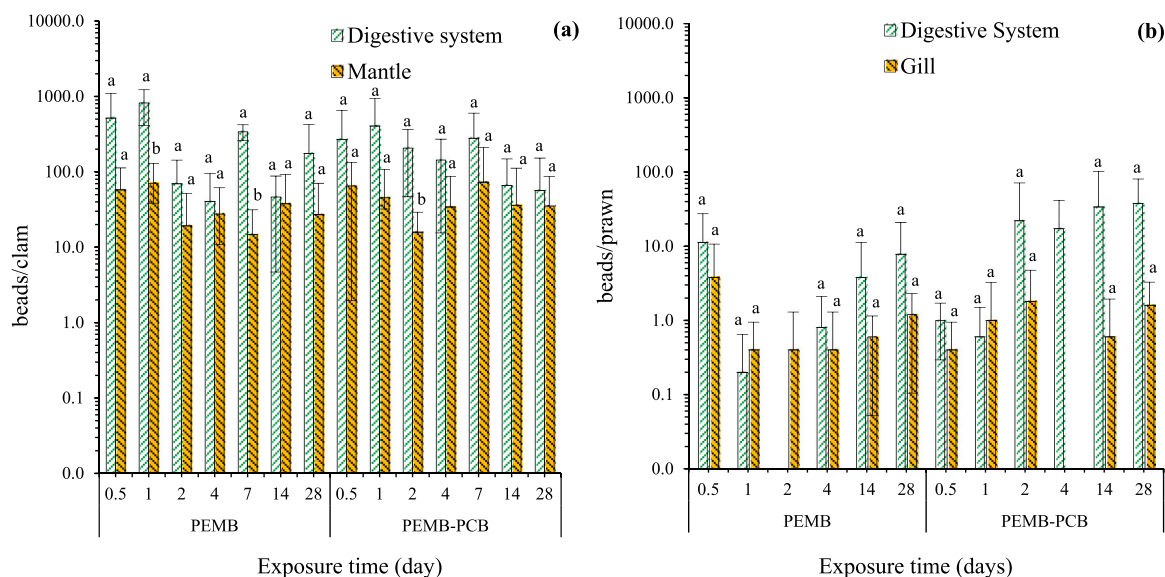 (a)
Digestive system
Mantle
10000.0
1000.0
100.0
10.0
1.0
0.1
0.0
beads/clam
a a a b a a a a a b a a a a
a a a a a a a b a a a a a a
0.5 1 2 4 7 14 28 0.5 1 2 4 7 14 28
PEMB PEMB-PCB
Exposure time (day)
(b)
Digestive System
Gill
10000.0
1000.0
100.0
10.0
1.0
0.1
0.0
beads/prawn
a a a a a a a a a a a
a a a a a a a a a a a
0.5 1 2 4 14 28 0.5 1 2 4 14 28
PEMB PEMB-PCB
Exposure time (days)